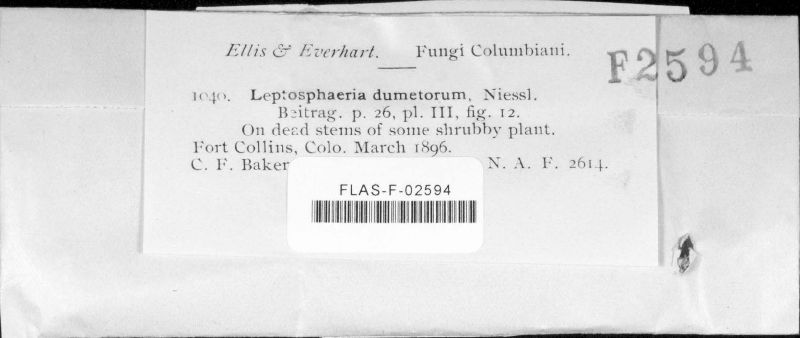 Ellis & Everhart. Fungi Columbiani.
F2594
1040. Leptosphaeria dumetorum, Niessl.
Beitrag. p. 26, pl. III, fig. 12.
On dead stems of some shrubby plant.
Fort Collins, Colo. March 1896.
C. F. Baker N. A. F. 2614.
FLAS-F-02594